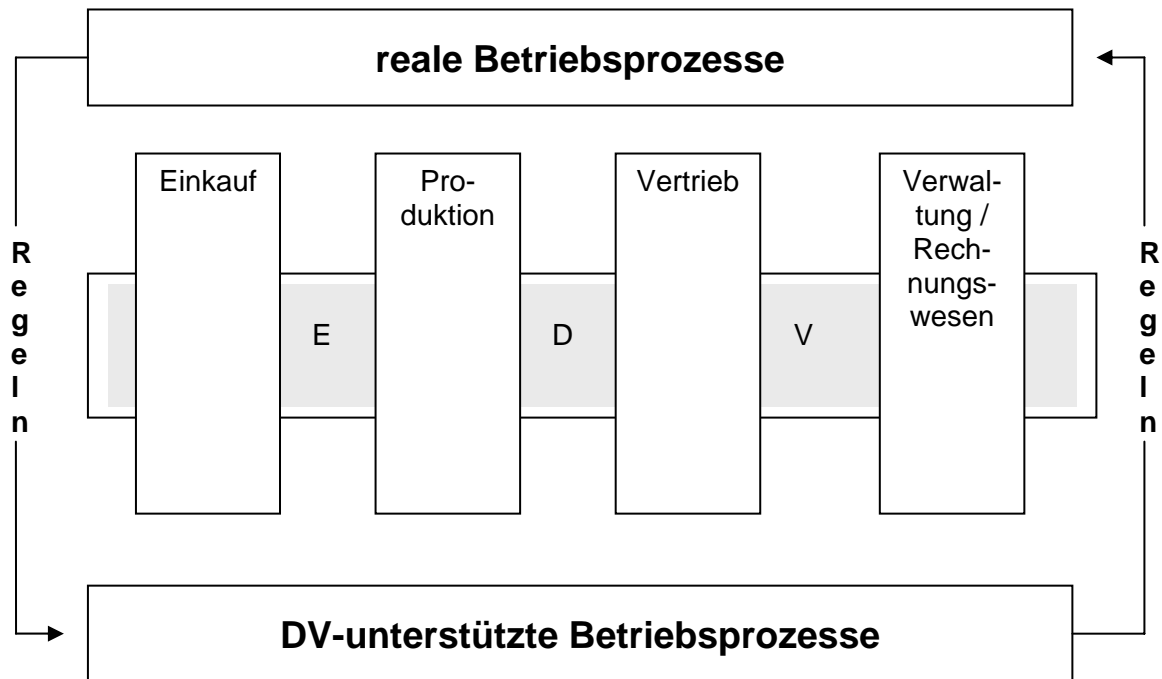 reale Betriebsprozesse
Einkauf
Pro-
duktion
Vertrieb
Verwal-
tung /
Rech-
nungs-
wesen
R
e
g
e
l
n
E
D
V
R
e
g
e
l
n
DV-unterstützte Betriebsprozesse